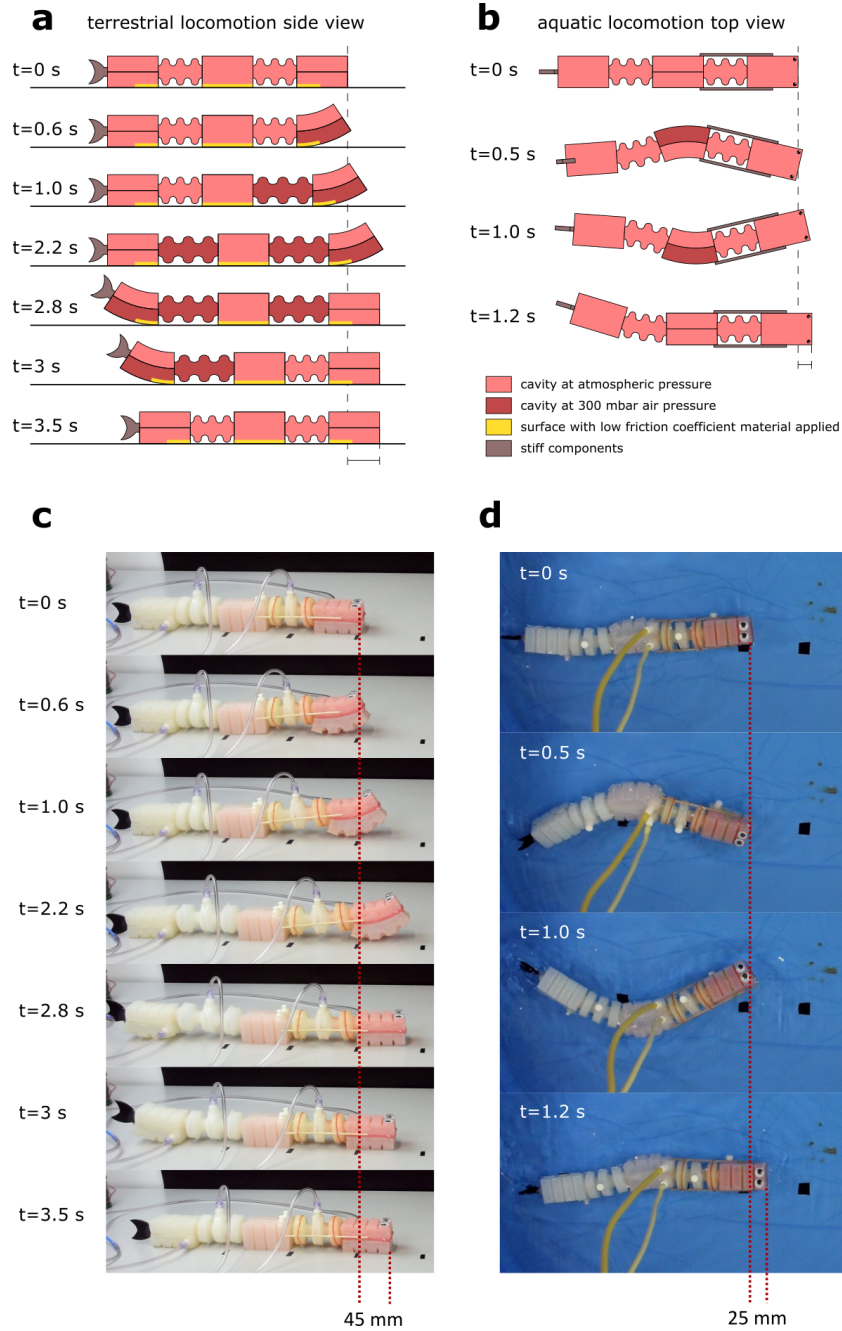 a
terrestrial locomotion side view
t=0 s
t=0.6 s
t=1.0 s
t=2.2 s
t=2.8 s
t=3 s
t=3.5 s
b
aquatic locomotion top view
t=0 s
t=0.5 s
t=1.0 s
t=1.2 s
cavity at atmospheric pressure
cavity at 300 mbar air pressure
surface with low friction coefficient material applied
stiff components
c
t=0 s
t=0.6 s
t=1.0 s
t=2.2 s
t=2.8 s
t=3 s
t=3.5 s
45 mm
d
t=0 s
t=0.5 s
t=1.0 s
t=1.2 s
25 mm